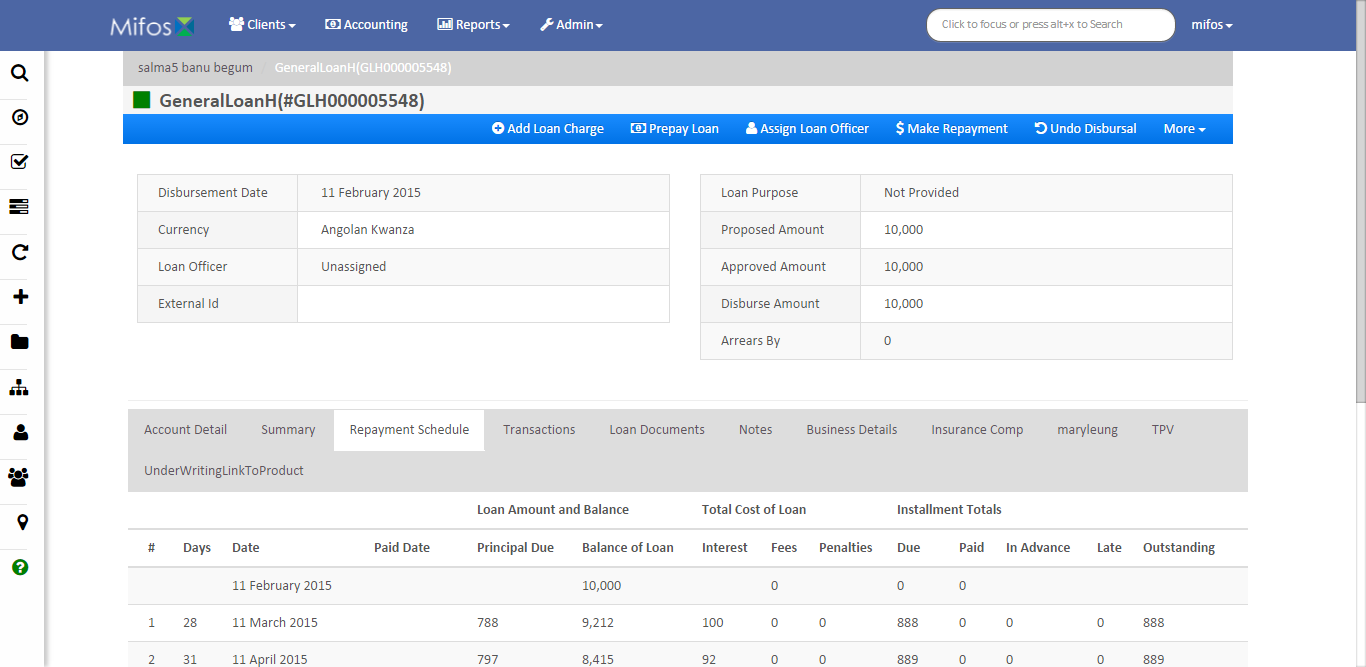 Mifos Clients Accounting Reports Admin Click to focus or press alt+x to Search mifos
salma5 banu begum / GeneralLoanH(GLH000005548)
GeneralLoanH(#GLH000005548)
Add Loan Charge Prepay Loan Assign Loan Officer $ Make Repayment Undo Disbursal More
Disbursement Date 11 February 2015 Loan Purpose Not Provided
Currency Angolan Kwanza Proposed Amount 10,000
Loan Officer Unassigned Approved Amount 10,000
External Id Disburse Amount 10,000
Arrears By 0
Account Detail Summary Repayment Schedule Transactions Loan Documents Notes Business Details Insurance Comp maryleung TPV
UnderWritingLinkToProduct
Loan Amount and Balance Total Cost of Loan Installment Totals
# Days Date Paid Date Principal Due Balance of Loan Interest Fees Penalties Due Paid In Advance Late Outstanding
11 February 2015 10,000 0 0 0
1 28 11 March 2015 788 9,212 100 0 0 888 0 0 0 888
2 31 11 April 2015 797 8,415 92 0 0 889 0 0 0 889